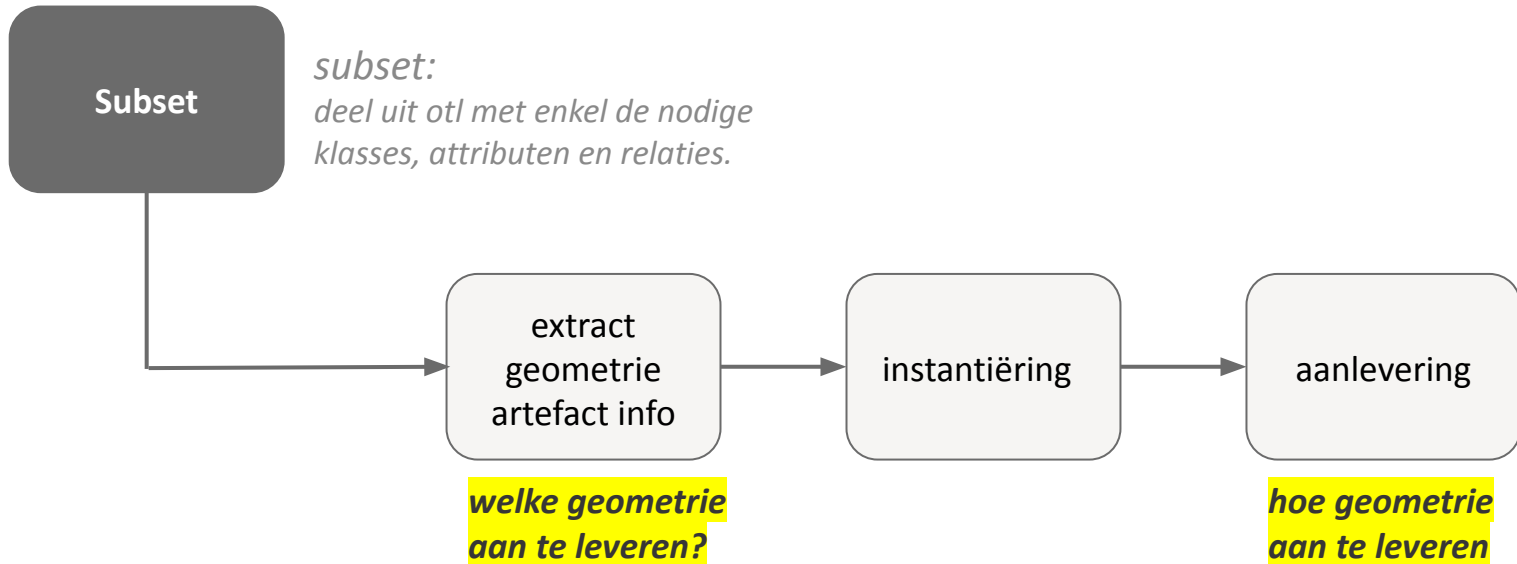 Subset
subset:
deel uit otl met enkel de nodige
klasses, attributen en relaties.
extract
geometrie
artefact info
instantiëring
aanlevering
welke geometrie
aan te leveren?
hoe geometrie
aan te leveren